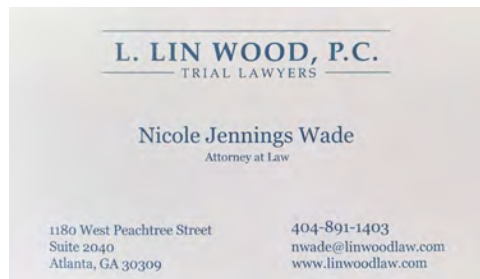 L. LIN WOOD, P.C.
TRIAL LAWYERS
Nicole Jennings Wade
Attorney at Law
1180 West Peachtree Street
Suite 2040
Atlanta, GA 30309
404-891-1403
nwade@linwoodlaw.com
www.linwoodlaw.com